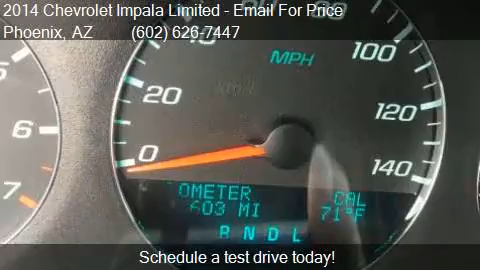 2014 Chevrolet Impala Limited - Email For Price
Phoenix, AZ (602) 626-7447
MPH
100
20
120
6
0
140
7
OMETER CAL
603 MI 71°F
P N D L
Schedule a test drive today!